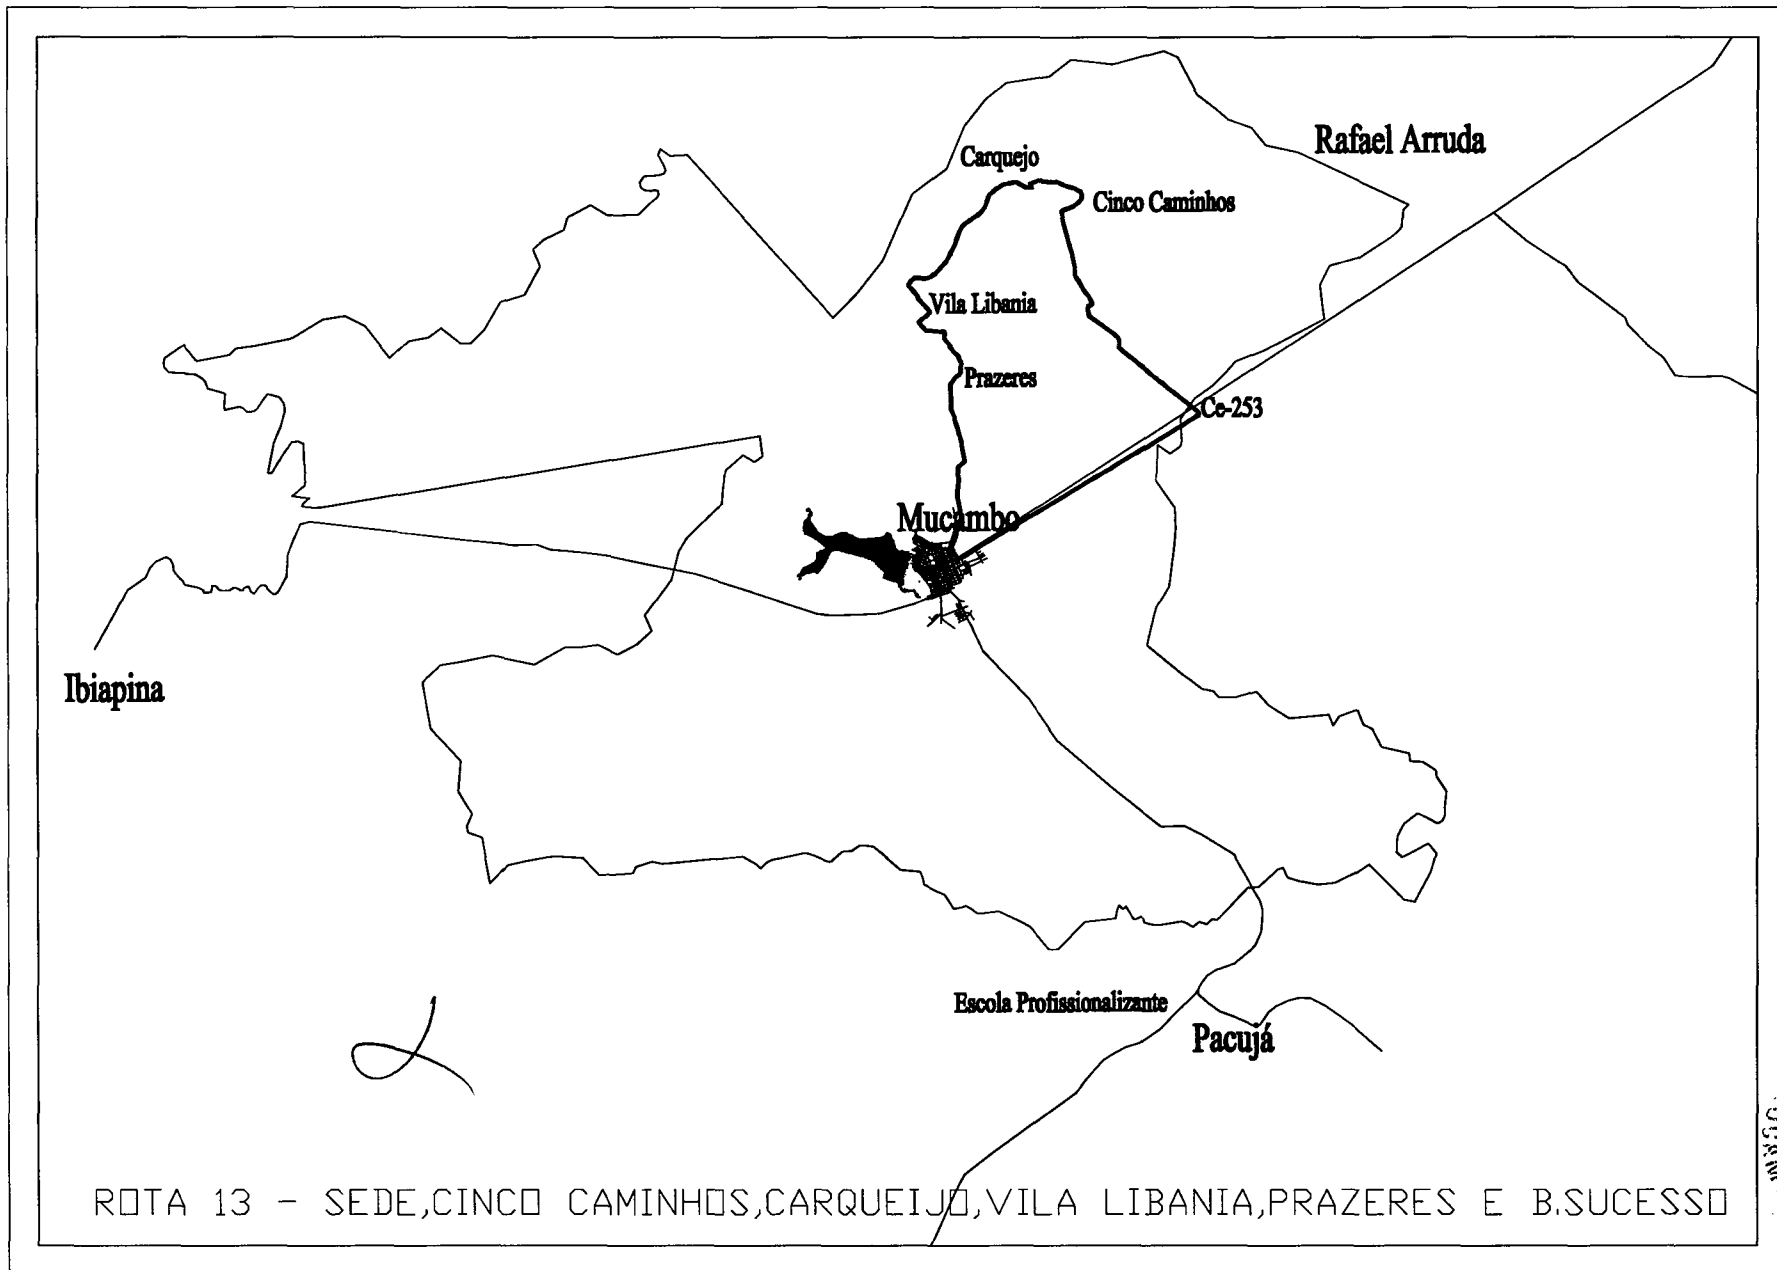 Rafael Arruda
Carquejo
Cinco Caminhos
Vila Libania
Prazeres
Ce-253
Mucambo
Ibiapina
Escola Profissionalizante
Pacujá
ROTA 13 - SEDE,CINCO CAMINHOS,CARQUEIJO,VILA LIBANIA,PRAZERES E B.SUCESSO